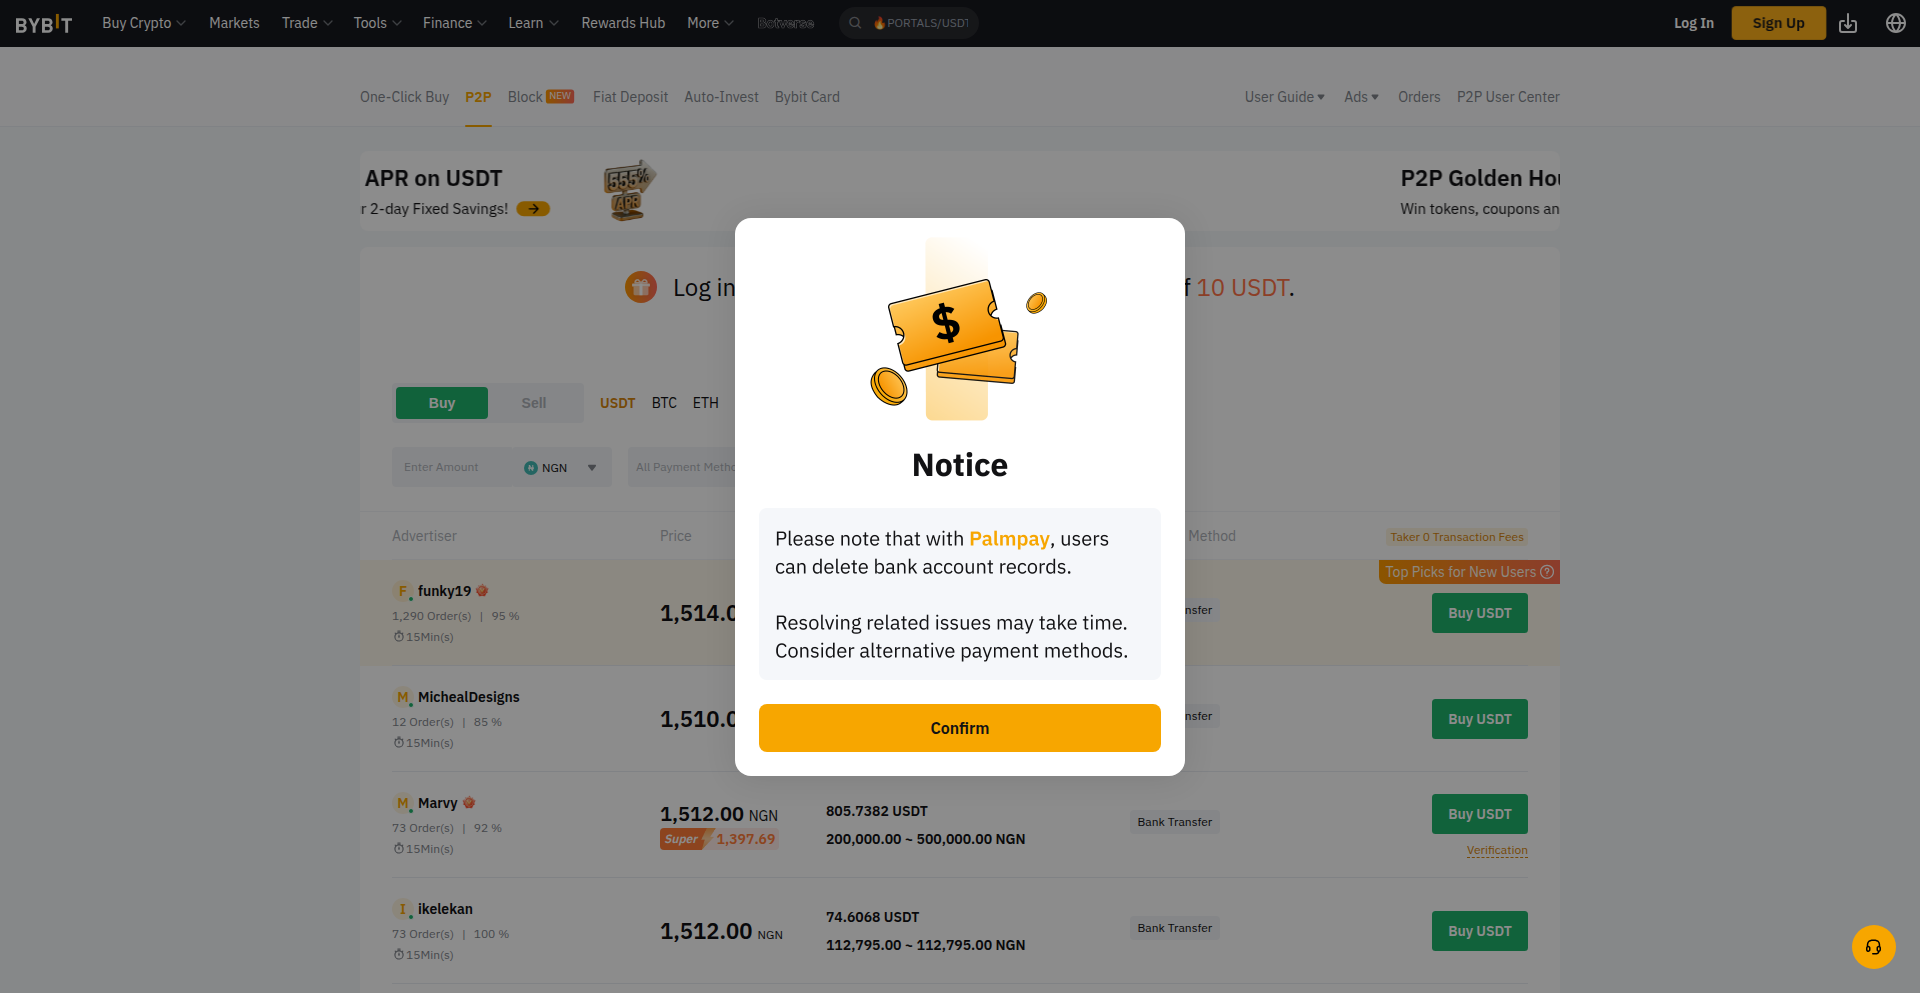 BYBIT Buy Crypto Markets Trade Tools Finance Learn Rewards Hub More Botverse PORTALS/USDT Log In Sign Up
One-Click Buy P2P Block NEW Fiat Deposit Auto-Invest Bybit Card User Guide Ads Orders P2P User Center
APR on USDT
r 2-day Fixed Savings!
555%
APR
P2P Golden Hou
Win tokens, coupons an
Log in
f 10 USDT.
Buy Sell USDT BTC ETH
Enter Amount NGN All Payment Metho
Advertiser Price Method Taker 0 Transaction Fees
Top Picks for New Users
F funky19
1,290 Order(s) | 95 %
15Min(s)
1,514.0
nsfer
Buy USDT
M MichealDesigns
12 Order(s) | 85 %
15Min(s)
1,510.0
nsfer
Buy USDT
M Marvy
73 Order(s) | 92 %
15Min(s)
1,512.00 NGN
Super 1,397.69
805.7382 USDT
200,000.00 ~ 500,000.00 NGN
Bank Transfer
Buy USDT
Verification
I ikelekan
73 Order(s) | 100 %
15Min(s)
1,512.00 NGN
74.6068 USDT
112,795.00 ~ 112,795.00 NGN
Bank Transfer
Buy USDT
$
Notice
Please note that with Palmpay, users
can delete bank account records.
Resolving related issues may take time.
Consider alternative payment methods.
Confirm